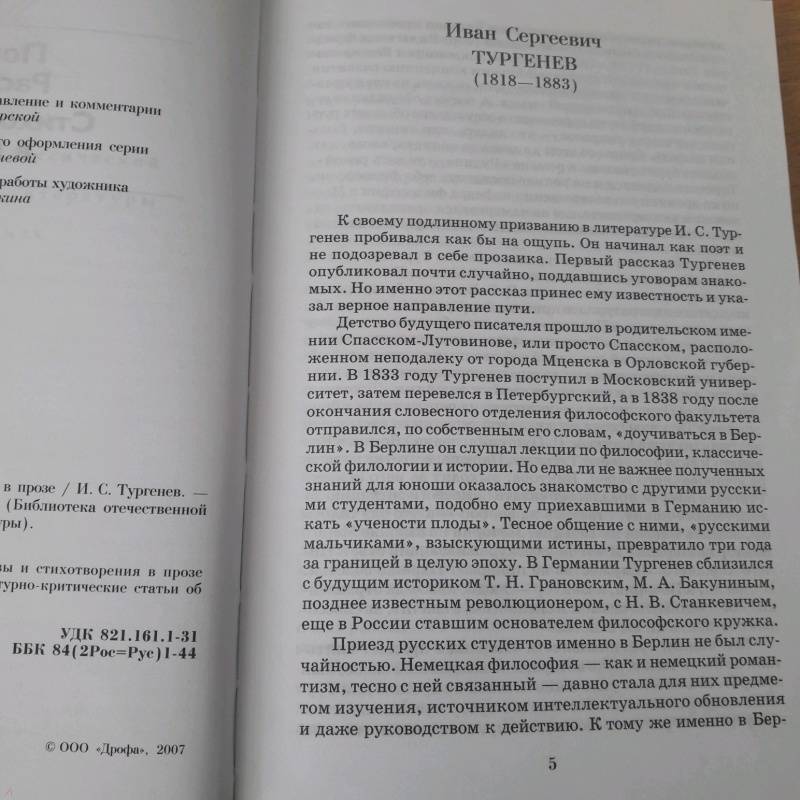 авление и комментарии
рской
го оформления серии
работы художника
кина
в прозе / И. С. Тургенев. —
(Библиотека отечественной
уры).
зы и стихотворения в прозе
турно-критические статьи об
УДК 821.161.1-31
ББК 84(2Рос=Рус)1-44
© ООО «Дрофа», 2007
Иван Сергеевич
ТУРГЕНЕВ
(1818—1883)
К своему подлинному призванию в литературе И. С. Тур-
генев пробивался как бы на ощупь. Он начинал как поэт и
не подозревал в себе прозаика. Первый рассказ Тургенев
опубликовал почти случайно, поддавшись уговорам знако-
мых. Но именно этот рассказ принес ему известность и ука-
зал верное направление пути.
Детство будущего писателя прошло в родительском име-
нии Спасском-Лутовинове, или просто Спасском, располо-
женном неподалеку от города Мценска в Орловской губер-
нии. В 1833 году Тургенев поступил в Московский универ-
ситет, затем перевелся в Петербургский, а в 1838 году после
окончания словесного отделения философского факультета
отправился, по собственным его словам, «доучиваться в Бер-
лин». В Берлине он слушал лекции по философии, классиче-
ской филологии и истории. Но едва ли не важнее полученных
знаний для юноши оказалось знакомство с другими русски-
ми студентами, подобно ему приехавшими в Германию ис-
кать «учености плоды». Тесное общение с ними, «русскими
мальчиками», взыскующими истины, превратило три года
за границей в целую эпоху. В Германии Тургенев сблизился
с будущим историком Т. Н. Грановским, М. А. Бакуниным,
позднее известным революционером, с Н. В. Станкевичем,
еще в России ставшим основателем философского кружка.
Приезд русских студентов именно в Берлин не был слу-
чайностью. Немецкая философия — как и немецкий роман-
тизм, тесно с ней связанный — давно стала для них предме-
том изучения, источником интеллектуального обновления
и даже руководством к действию. К тому же именно в Бер-
5